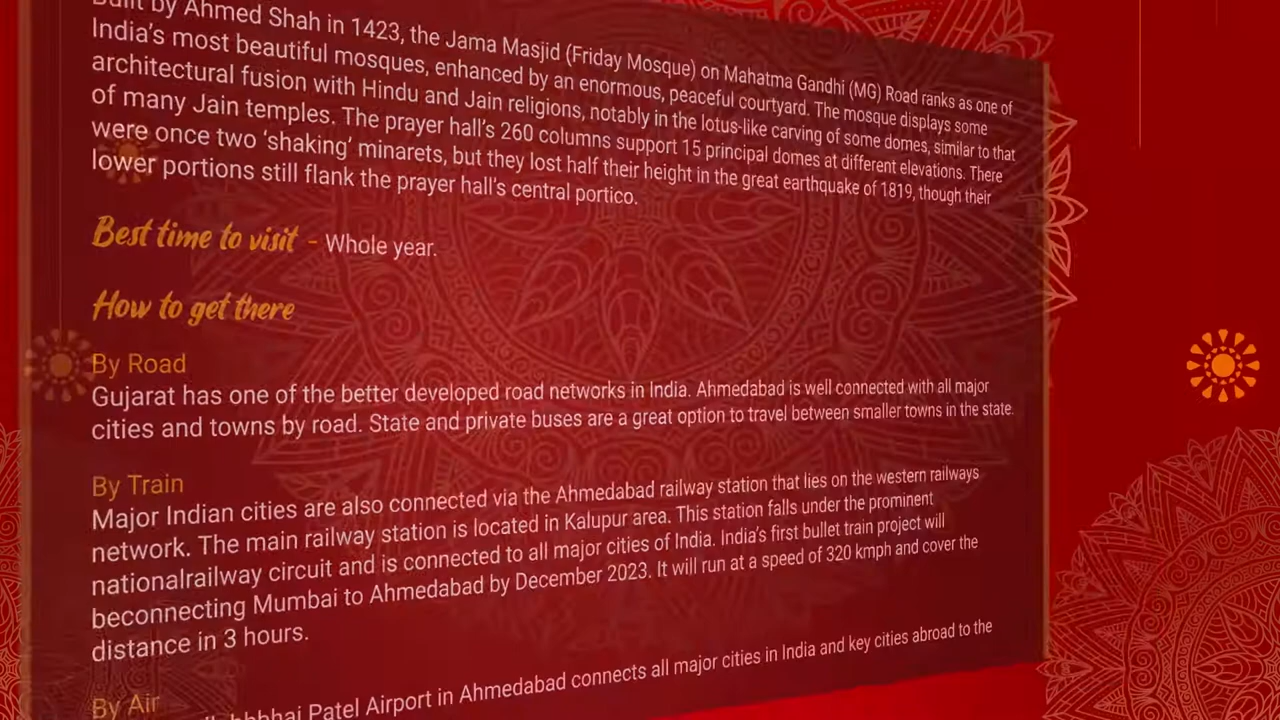 Built by Ahmed Shah in 1423, the Jama Masjid (Friday Mosque) on Mahatma Gandhi (MG) Road ranks as one of
India's most beautiful mosques, enhanced by an enormous, peaceful courtyard. The mosque displays some
architectural fusion with Hindu and Jain religions, notably in the lotus-like carving of some domes, similar to that
of many Jain temples. The prayer hall's 260 columns support 15 principal domes at different elevations. There
were once two 'shaking' minarets, but they lost half their height in the great earthquake of 1819, though their
lower portions still flank the prayer hall's central portico.
Best time to visit - Whole year.
How to get there
By Road
Gujarat has one of the better developed road networks in India. Ahmedabad is well connected with all major
cities and towns by road. State and private buses are a great option to travel between smaller towns in the state.
By Train
Major Indian cities are also connected via the Ahmedabad railway station that lies on the western railways
network. The main railway station is located in Kalupur area. This station falls under the prominent
nationalrailway circuit and is connected to all major cities of India. India's first bullet train project will
beconnecting Mumbai to Ahmedabad by December 2023. It will run at a speed of 320 kmph and cover the
distance in 3 hours.
By Air
Patel Airport in Ahmedabad connects all major cities in India and key cities abroad to the